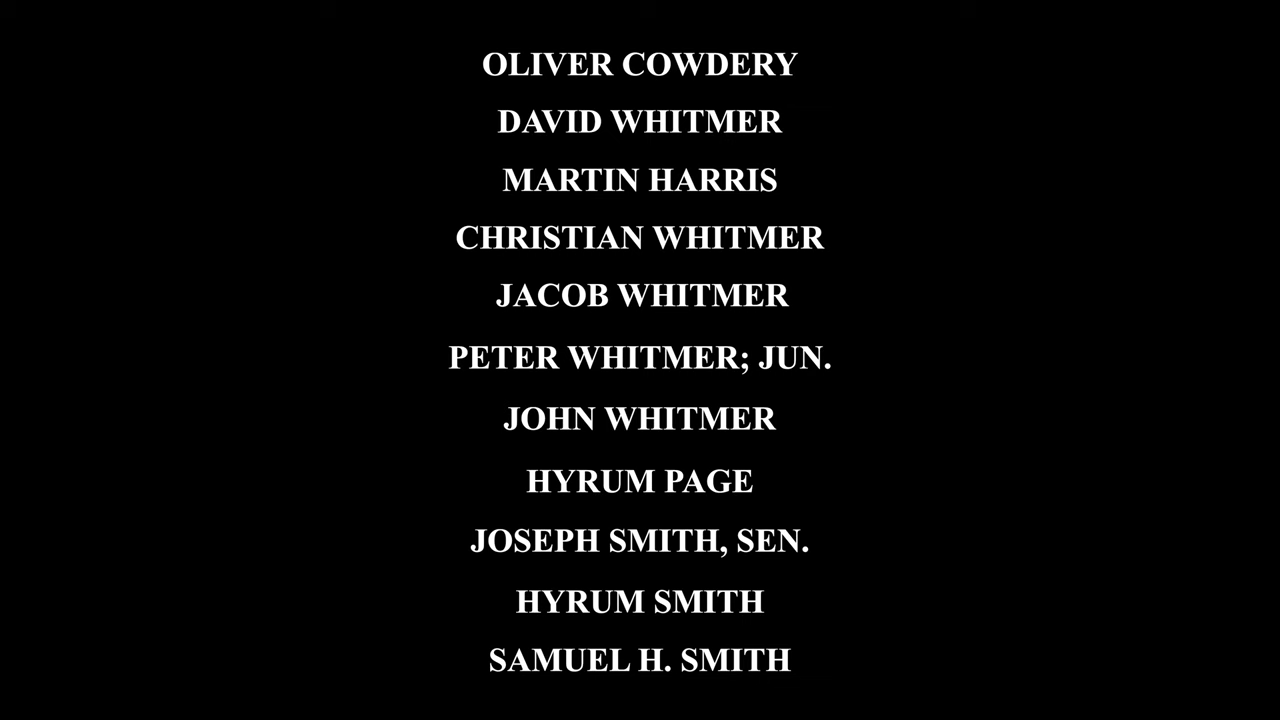 OLIVER COWDERY
DAVID WHITMER
MARTIN HARRIS
CHRISTIAN WHITMER
JACOB WHITMER
PETER WHITMER; JUN.
JOHN WHITMER
HYRUM PAGE
JOSEPH SMITH, SEN.
HYRUM SMITH
SAMUEL H. SMITH